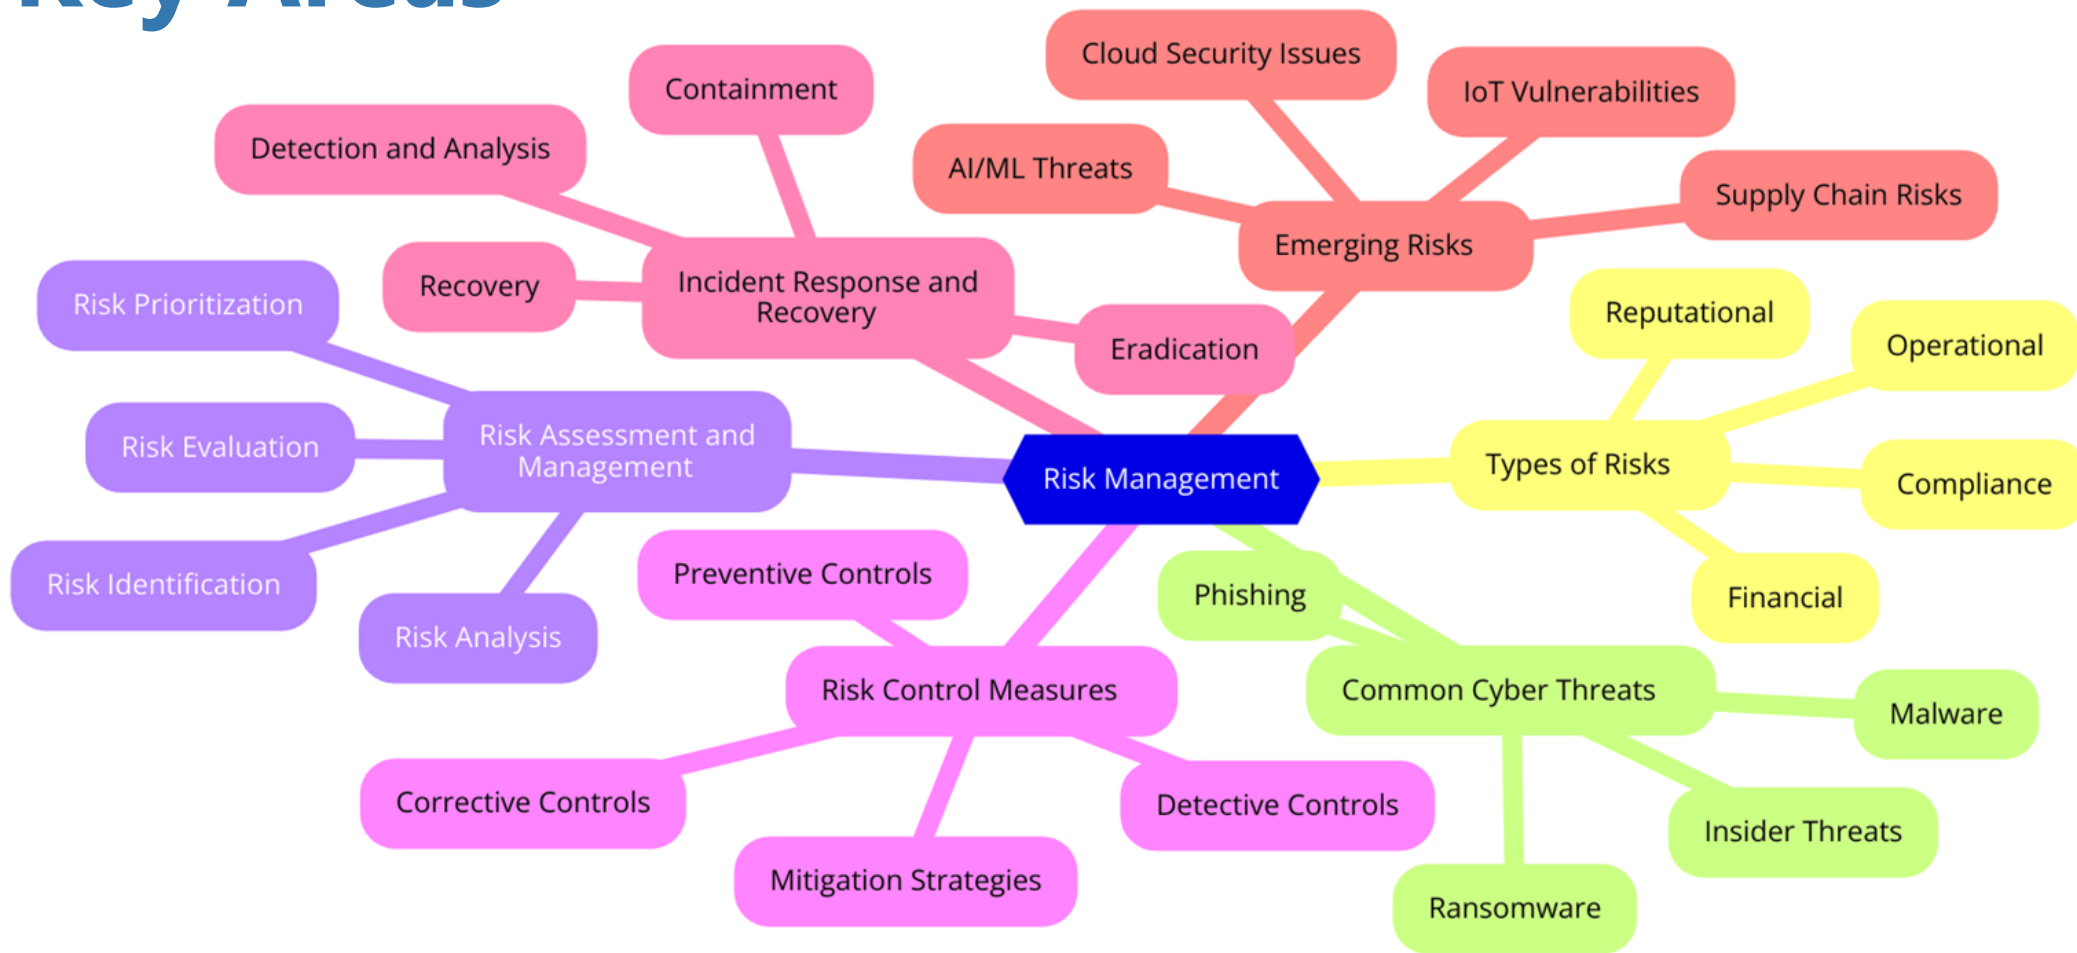 Key Areas
Cloud Security Issues
Containment
IoT Vulnerabilities
Detection and Analysis
AI/ML Threats
Supply Chain Risks
Emerging Risks
Recovery
Incident Response and
Recovery
Risk Prioritization
Reputational
Eradication
Operational
Risk Evaluation
Risk Assessment and
Management
Risk Management
Types of Risks
Compliance
Risk Identification
Preventive Controls
Phishing
Financial
Risk Analysis
Risk Control Measures
Common Cyber Threats
Malware
Corrective Controls
Detective Controls
Insider Threats
Mitigation Strategies
Ransomware